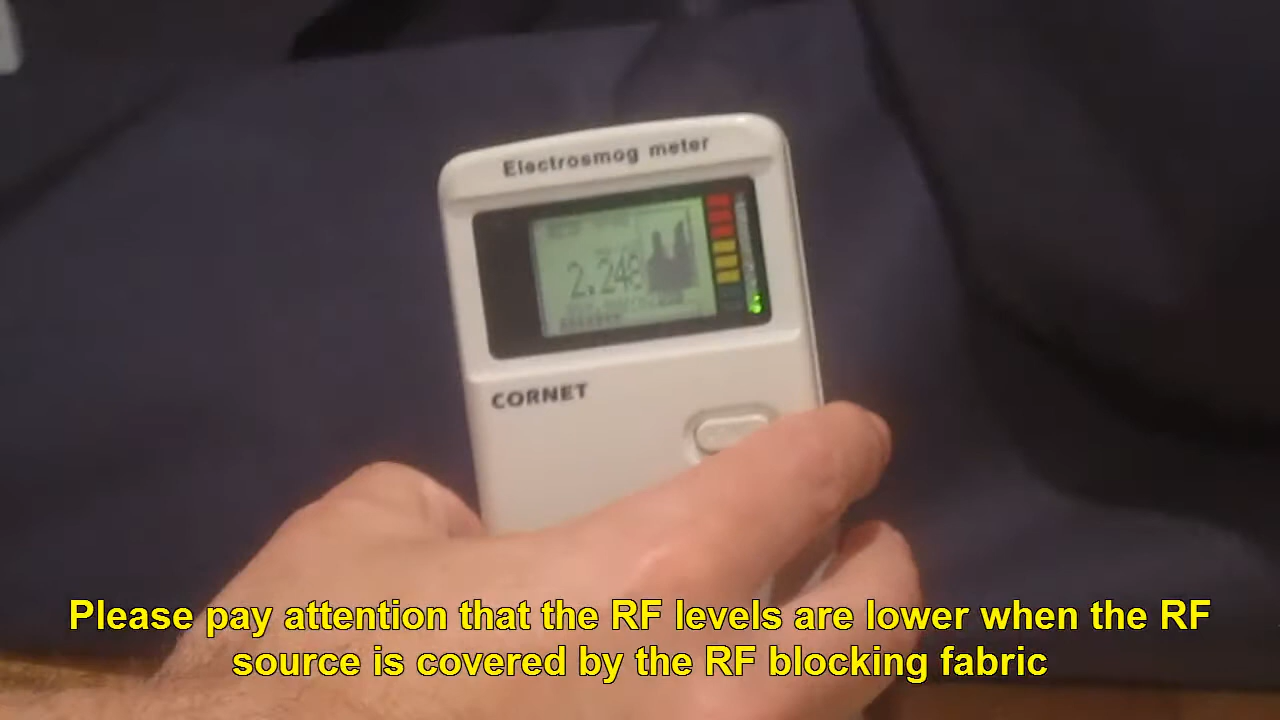 Electrosmog meter
2.248
CORNET
Please pay attention that the RF levels are lower when the RF
source is covered by the RF blocking fabric